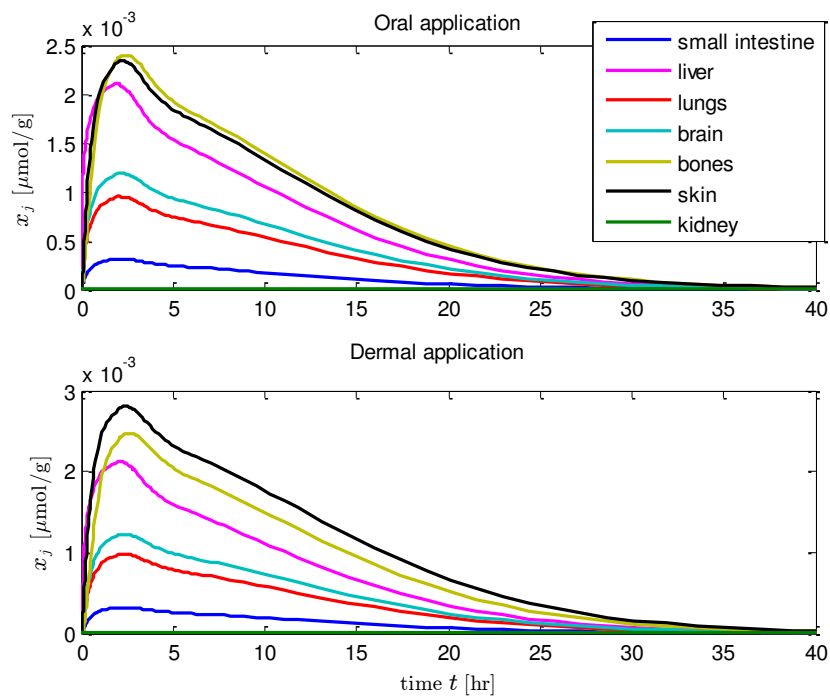 Oral application
x 10⁻³
2.5
2
1.5
1
0.5
0
x_j [μmol/g]
0 5 10 15 20 25 30 35 40
small intestine
liver
lungs
brain
bones
skin
kidney
Dermal application
x 10⁻³
3
2
1
0
x_j [μmol/g]
0 5 10 15 20 25 30 35 40
time t [hr]